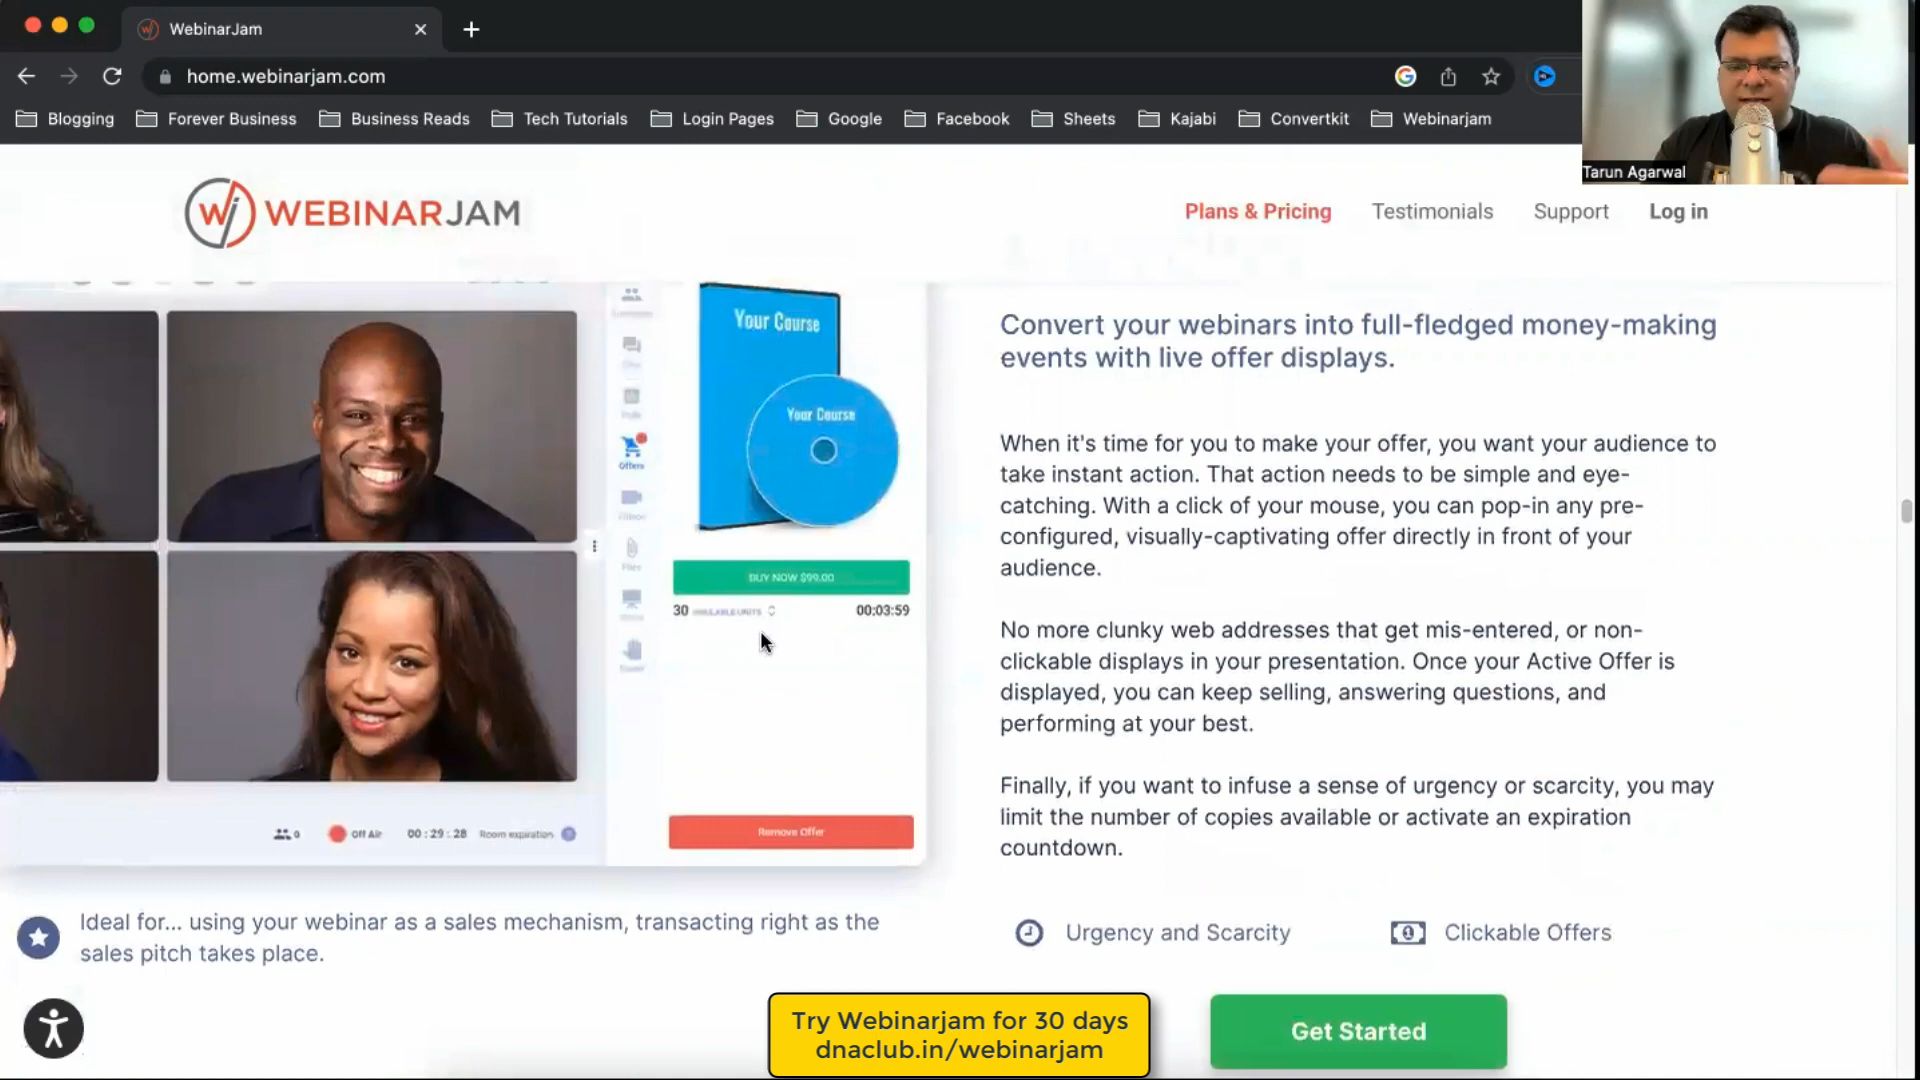 WebinarJam
home.webinarjam.com
Blogging
Forever Business
Business Reads
Tech Tutorials
Login Pages
Google
Facebook
Sheets
Kajabi
Convertkit
Webinarjam
Tarun Agarwal
WEBINARJAM
Plans & Pricing
Testimonials
Support
Log in
Your Course
Your Course
Offers
Files
BUY NOW $99.00
30 AVAILABLE UNITS
00:03:59
Remove Offer
0
Off Air
00 : 29 : 28
Room expiration
Convert your webinars into full-fledged money-making
events with live offer displays.
When it's time for you to make your offer, you want your audience to
take instant action. That action needs to be simple and eye-
catching. With a click of your mouse, you can pop-in any pre-
configured, visually-captivating offer directly in front of your
audience.
No more clunky web addresses that get mis-entered, or non-
clickable displays in your presentation. Once your Active Offer is
displayed, you can keep selling, answering questions, and
performing at your best.
Finally, if you want to infuse a sense of urgency or scarcity, you may
limit the number of copies available or activate an expiration
countdown.
Ideal for... using your webinar as a sales mechanism, transacting right as the
sales pitch takes place.
Urgency and Scarcity
Clickable Offers
Try Webinarjam for 30 days
dnaclub.in/webinarjam
Get Started